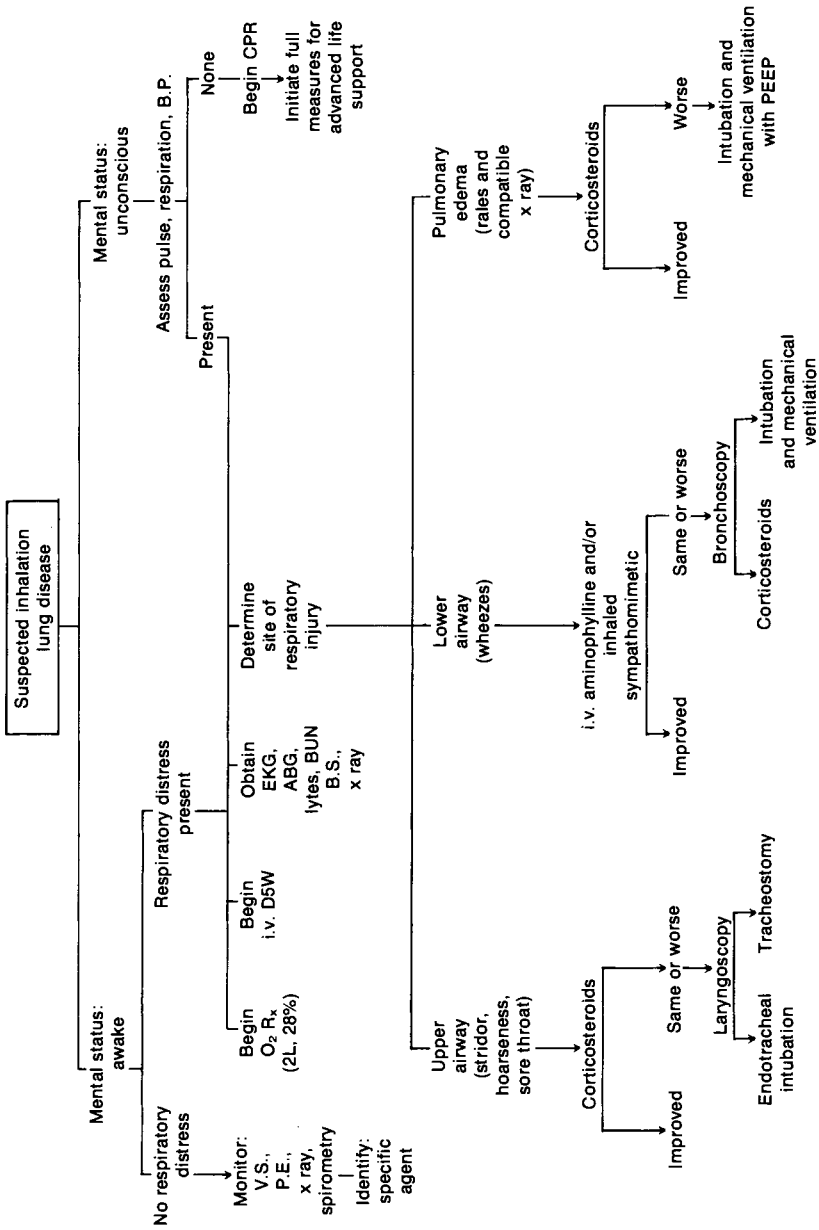 Suspected inhalation
lung disease
Mental status:
awake
Mental status:
unconscious
No respiratory
distress
Respiratory distress
present
Assess pulse, respiration, B.P.
Present
None
Begin CPR
Initiate full
measures for
advanced life
support
Monitor:
V.S.,
P.E.,
x ray,
spirometry
Identify:
specific
agent
Begin
O₂ Rₓ
(2L, 28%)
Begin
i.v. D5W
Obtain
EKG,
ABG,
lytes, BUN
B.S.,
x ray
Determine
site of
respiratory
injury
Upper
airway
(stridor,
hoarseness,
sore throat)
Lower
airway
(wheezes)
Pulmonary
edema
(rales and
compatible
x ray)
Corticosteroids
Improved
Same or worse
Laryngoscopy
Endotracheal
intubation
Tracheostomy
i.v. aminophylline and/or
inhaled
sympathomimetic
Improved
Same or worse
Bronchoscopy
Corticosteroids
Intubation
and mechanical
ventilation
Corticosteroids
Improved
Worse
Intubation and
mechanical ventilation
with PEEP